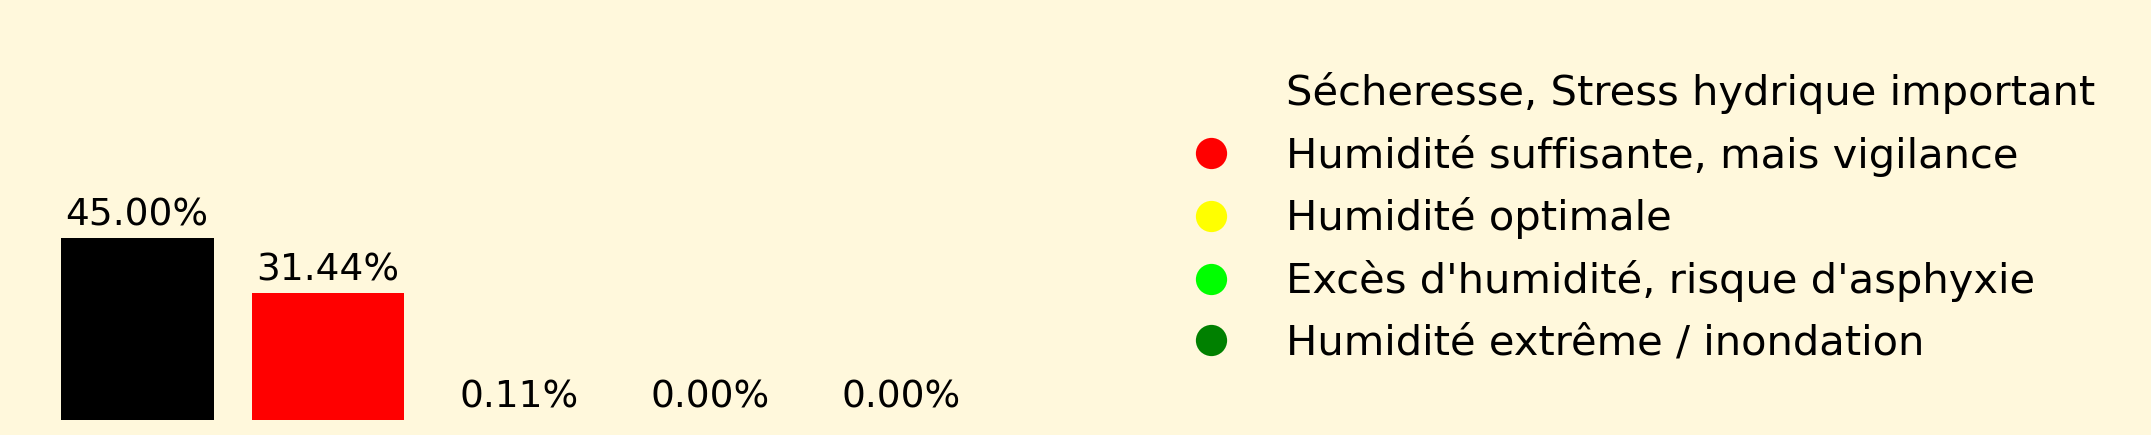 45.00%
31.44%
0.11%
0.00%
0.00%
Sécheresse, Stress hydrique important
Humidité suffisante, mais vigilance
Humidité optimale
Excès d'humidité, risque d'asphyxie
Humidité extrême / inondation